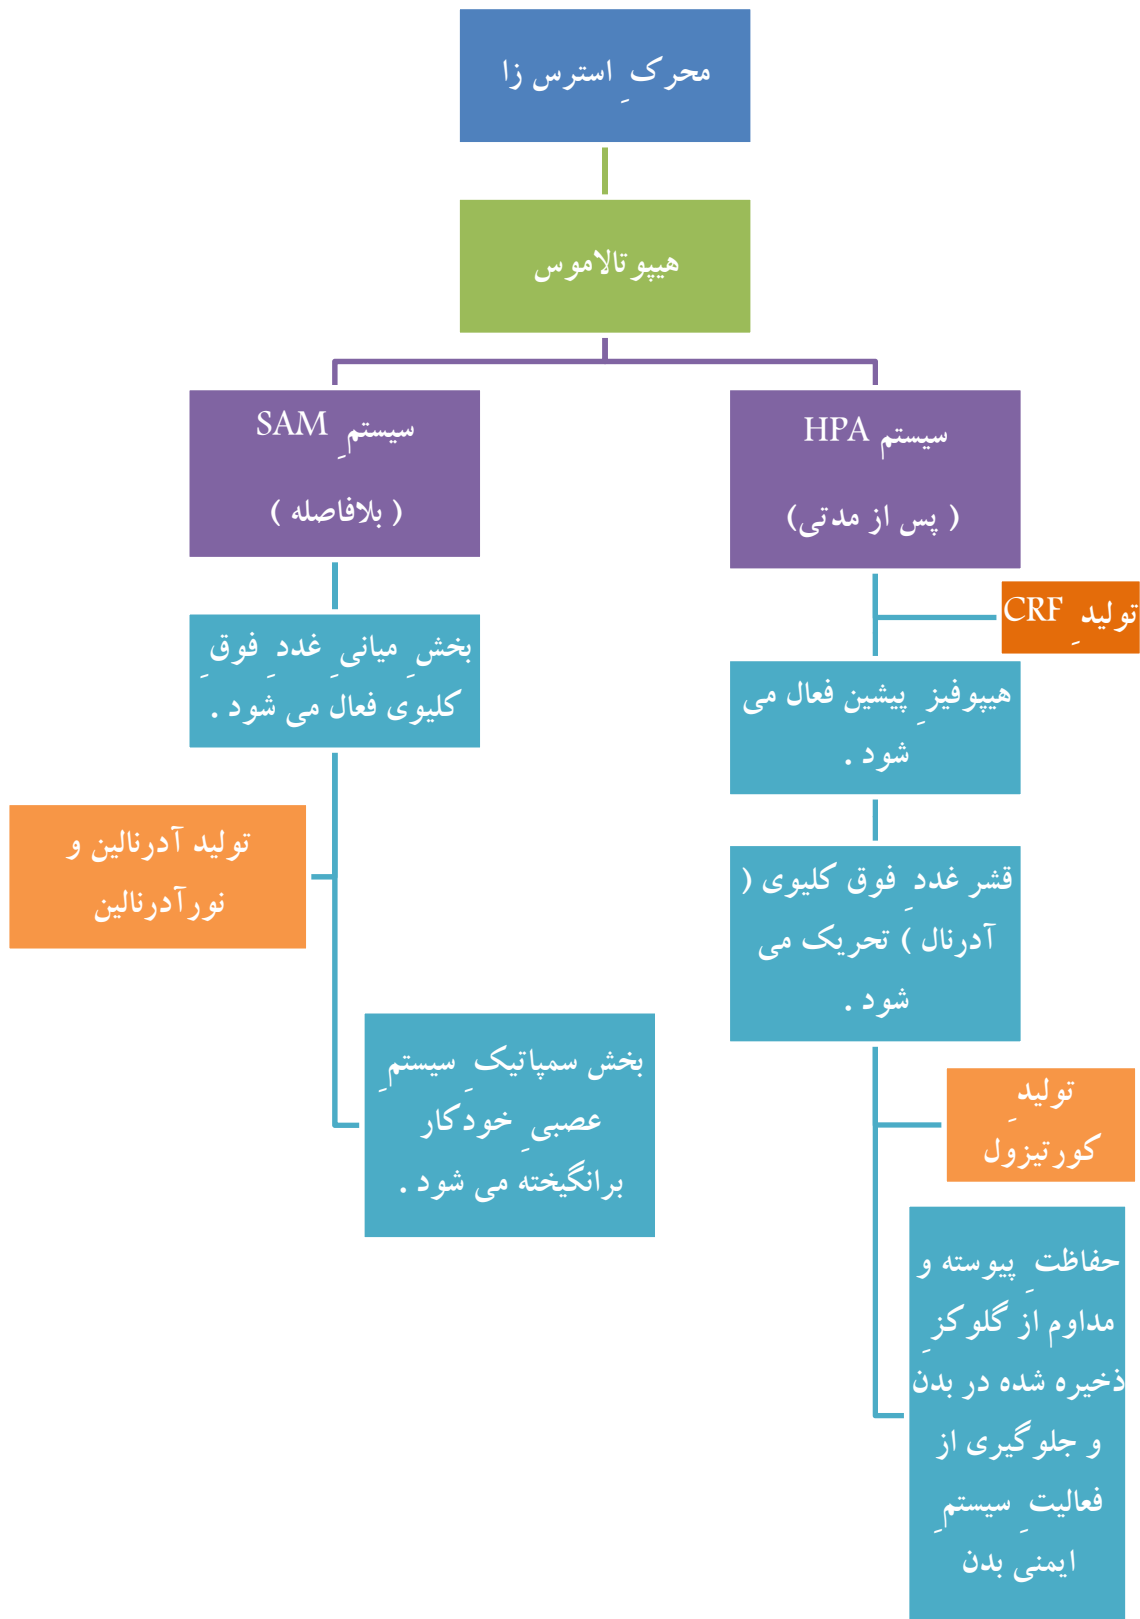 محرکِ استرس زا
هیپوتالاموس
سیستم HPA
( پس از مدتی)
تولیدِ CRF
هیپوفیزِ پیشین فعال می
شود .
قشر غددِ فوق کلیوی (
آدرنال ) تحریک می
شود .
تولیدِ
کورتیزول
حفاظتِ پیوسته و
مداوم از گلوکزِ
ذخیره شده در بدن
و جلوگیری از
فعالیتِ سیستمِ
ایمنی بدن
سیستمِ SAM
( بلافاصله )
بخشِ میانیِ غددِ فوقِ
کلیوی فعال می شود .
تولید آدرنالین و
نورآدرنالین
بخش سمپاتیکِ سیستمِ
عصبیِ خودکار
برانگیخته می شود .